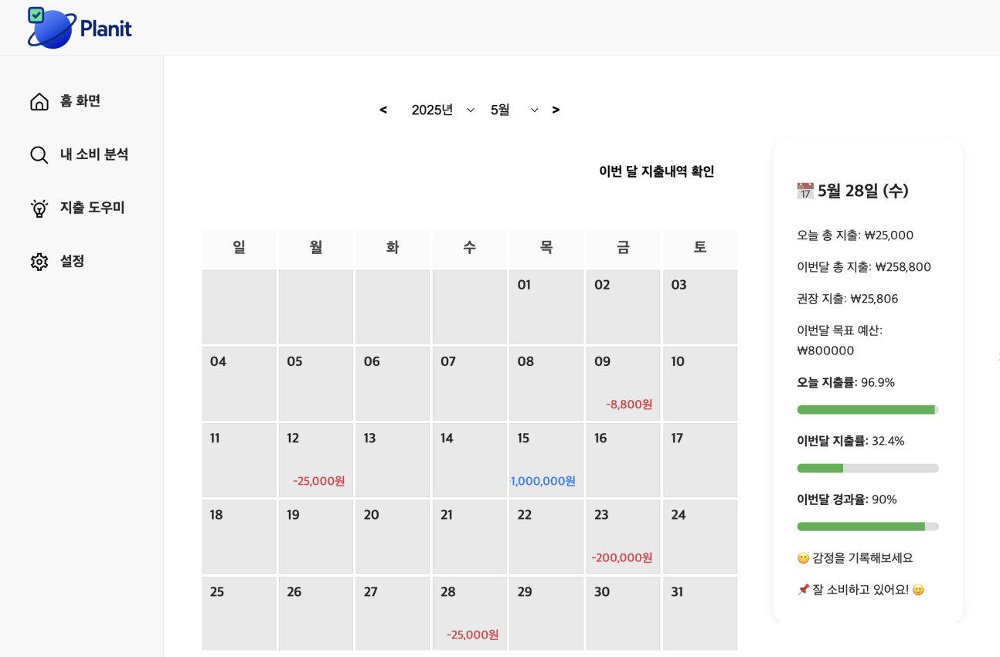 Planit
홈 화면
내 소비 분석
지출 도우미
설정
< 2025년 5월 >
이번 달 지출내역 확인
일 월 화 수 목 금 토
01 02 03
04 05 06 07 08 09 10
-8,800원
11 12 13 14 15 16 17
-25,000원 1,000,000원
18 19 20 21 22 23 24
-200,000원
25 26 27 28 29 30 31
-25,000원
17 5월 28일 (수)
오늘 총 지출: ₩25,000
이번달 총 지출: ₩258,800
권장 지출: ₩25,806
이번달 목표 예산:
₩800000
오늘 지출률: 96.9%
이번달 지출률: 32.4%
이번달 경과율: 90%
😶 감정을 기록해보세요
📌 잘 소비하고 있어요! 🙂